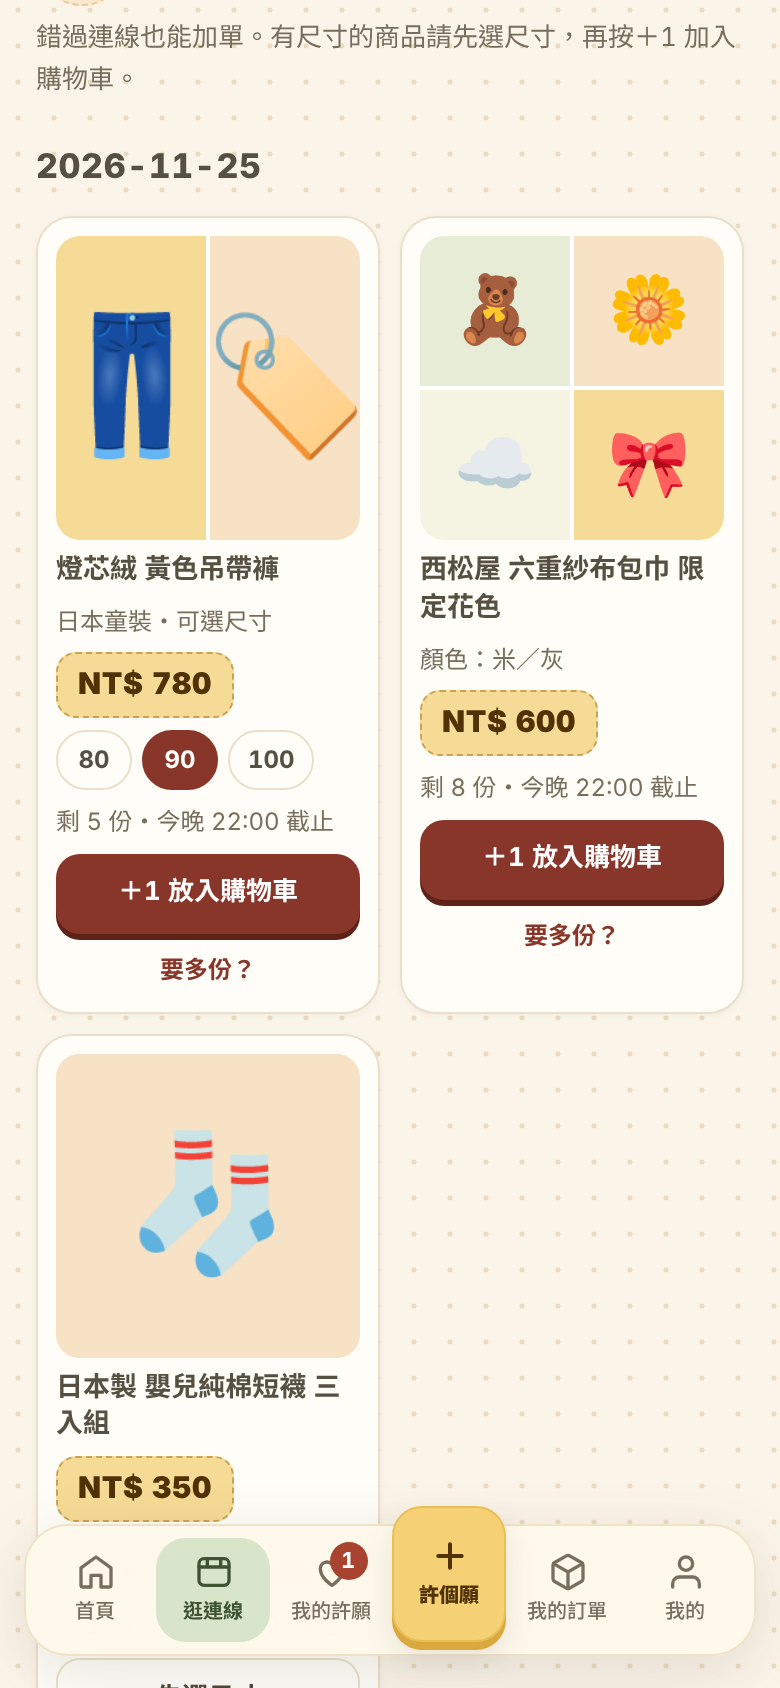 錯過連線也能加單。有尺寸的商品請先選尺寸，再按＋1 加入
購物車。
2026-11-25
燈芯絨 黃色吊帶褲
日本童裝・可選尺寸
NT$ 780
80
90
100
剩 5 份・今晚 22:00 截止
＋1 放入購物車
要多份？
西松屋 六重紗布包巾 限
定花色
顏色：米／灰
NT$ 600
剩 8 份・今晚 22:00 截止
＋1 放入購物車
要多份？
日本製 嬰兒純棉短襪 三
入組
NT$ 350
首頁
逛連線
1
我的許願
許個願
我的訂單
我的